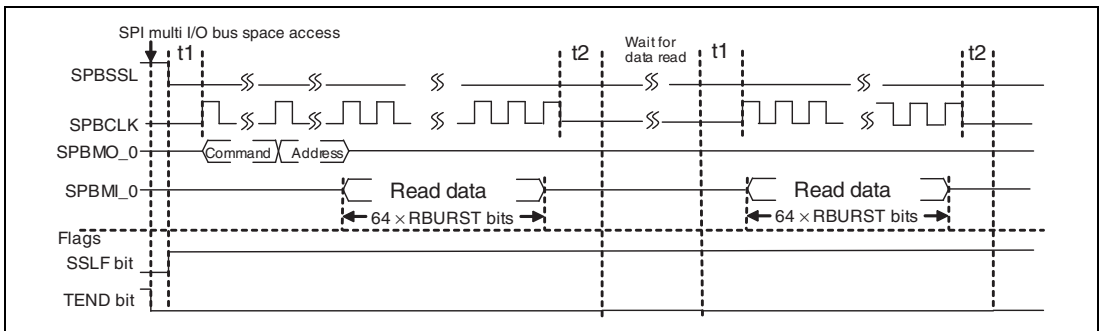 SPI multi I/O bus space access
t1 t2 Wait for data read t1 t2
SPBSSL
SPBCLK
SPBMO_0 Command Address
SPBMI_0 Read data Read data
64 × RBURST bits 64 × RBURST bits
Flags
SSLF bit
TEND bit